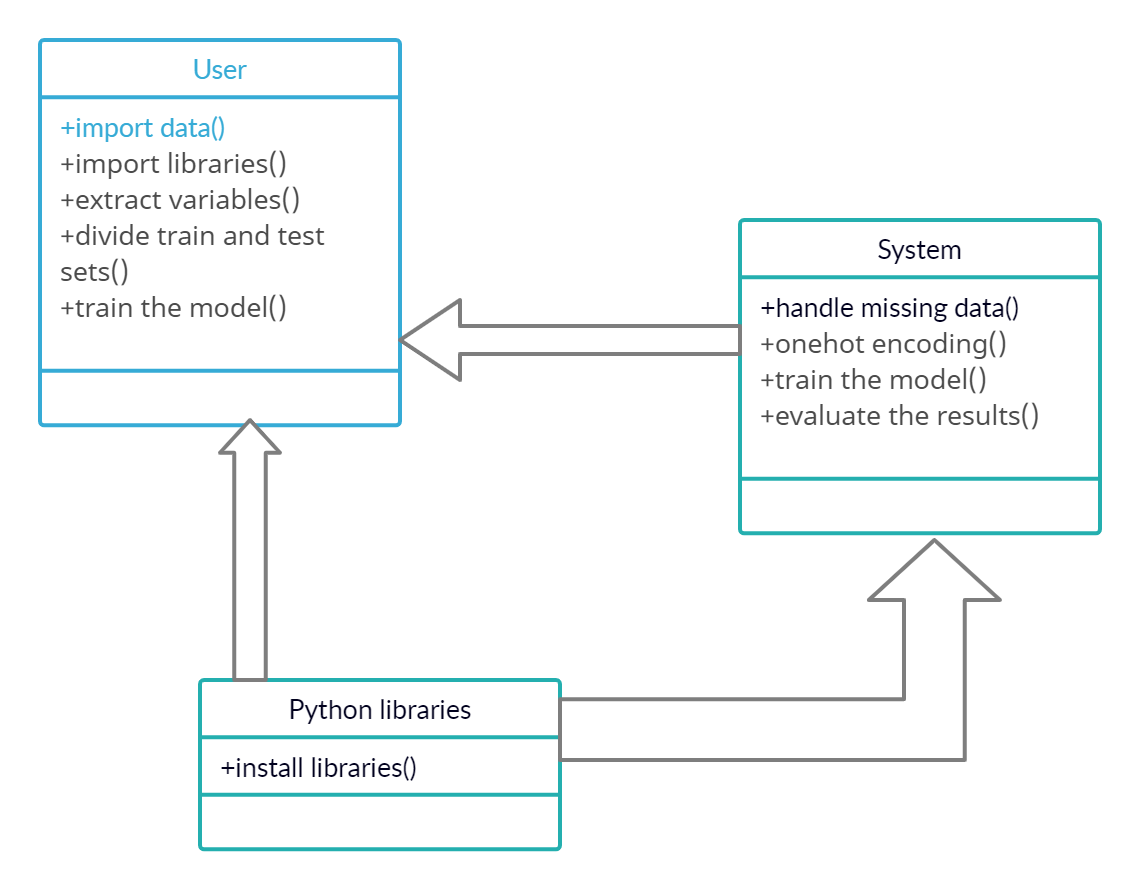 User
+import data()
+import libraries()
+extract variables()
+divide train and test
sets()
+train the model()
System
+handle missing data()
+onehot encoding()
+train the model()
+evaluate the results()
Python libraries
+install libraries()